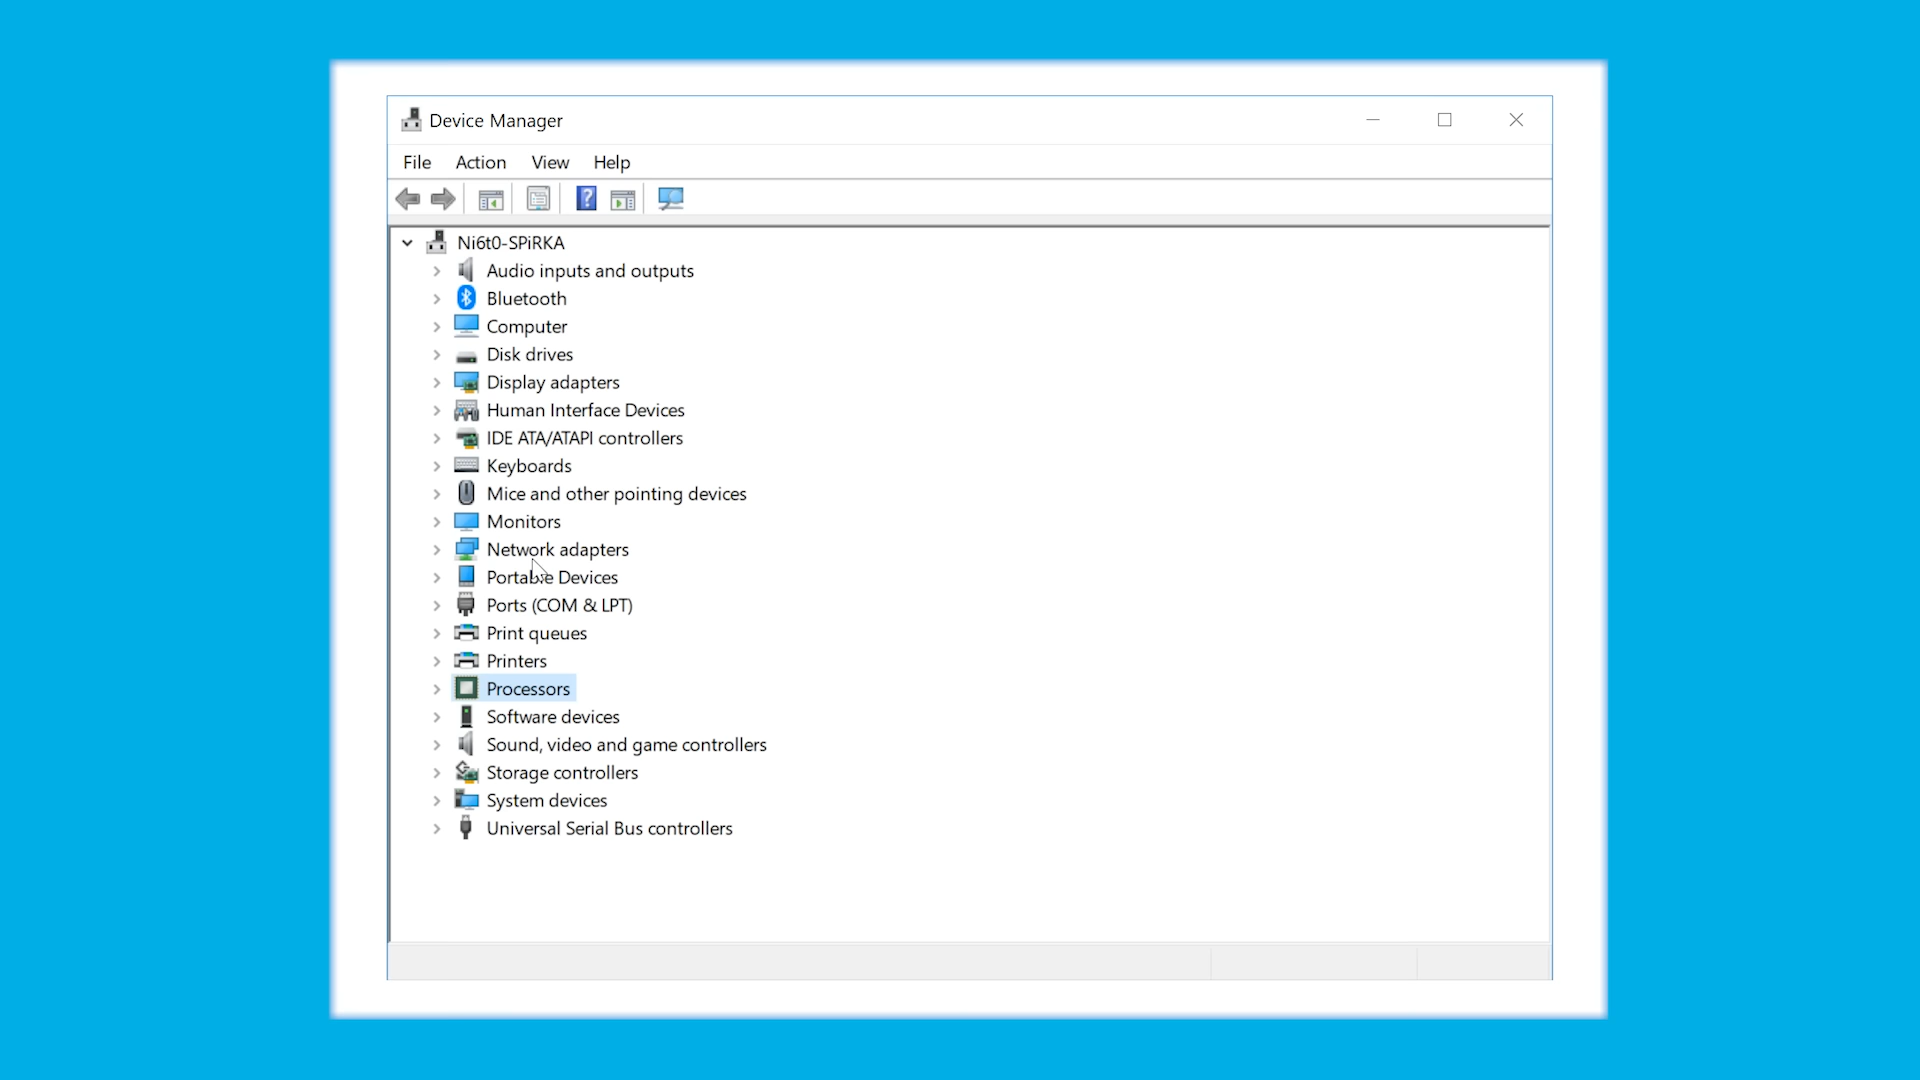 Device Manager
File Action View Help
Ni6t0-SPiRKA
Audio inputs and outputs
Bluetooth
Computer
Disk drives
Display adapters
Human Interface Devices
IDE ATA/ATAPI controllers
Keyboards
Mice and other pointing devices
Monitors
Network adapters
Portable Devices
Ports (COM & LPT)
Print queues
Printers
Processors
Software devices
Sound, video and game controllers
Storage controllers
System devices
Universal Serial Bus controllers